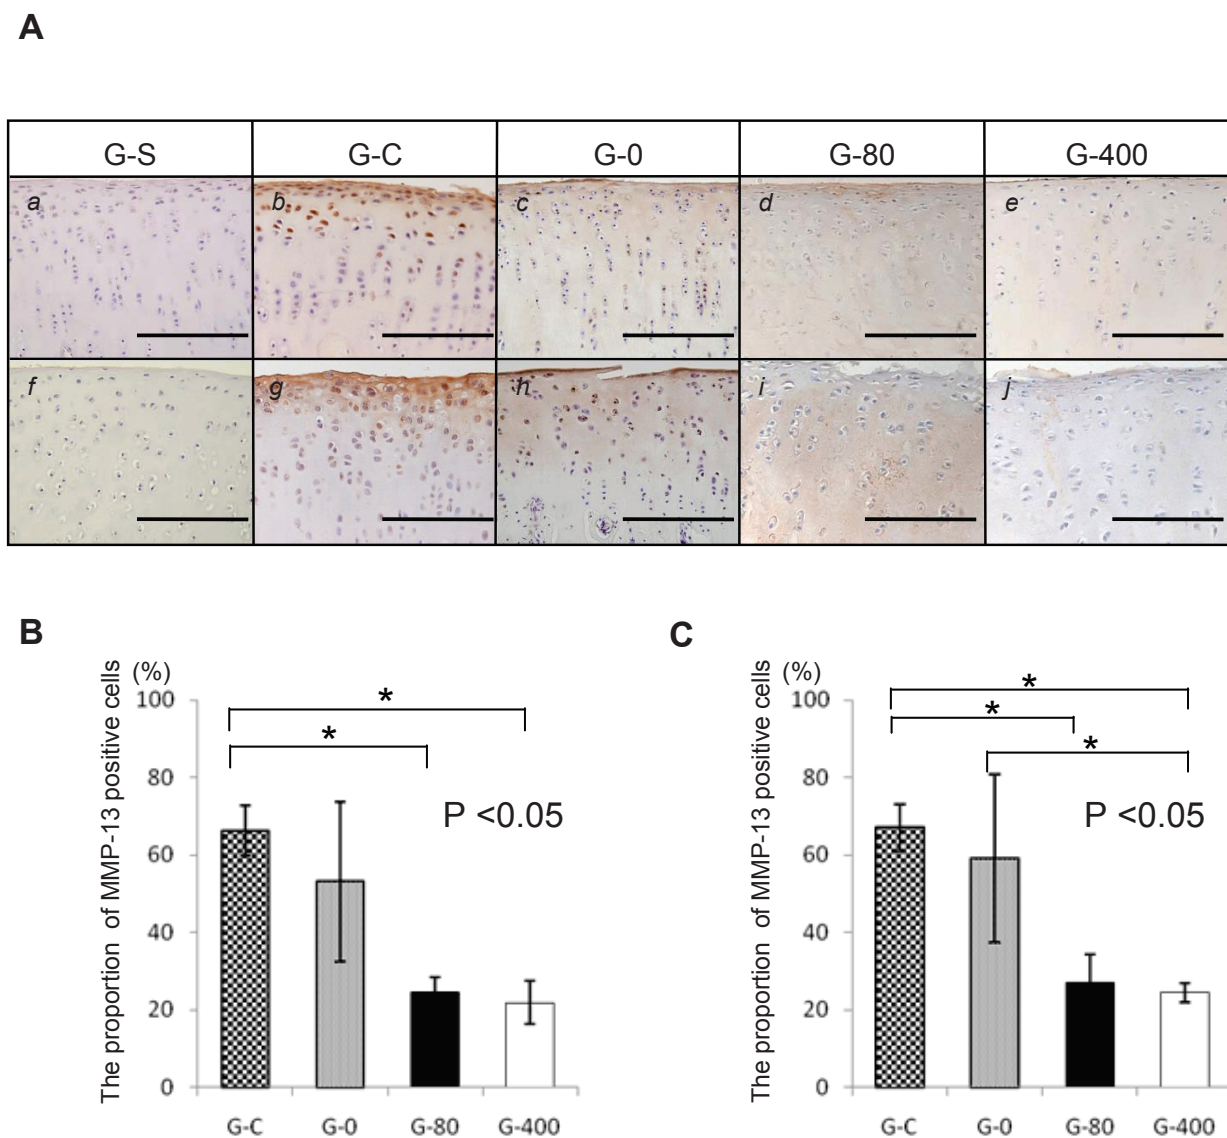 A
G-S G-C G-0 G-80 G-400
a b c d e
f g h i j
B
The proportion of MMP-13 positive cells
(%)
100
80
60
40
20
0
*
*
P <0.05
G-C G-0 G-80 G-400
C
The proportion of MMP-13 positive cells
(%)
100
80
60
40
20
0
*
*
*
P <0.05
G-C G-0 G-80 G-400